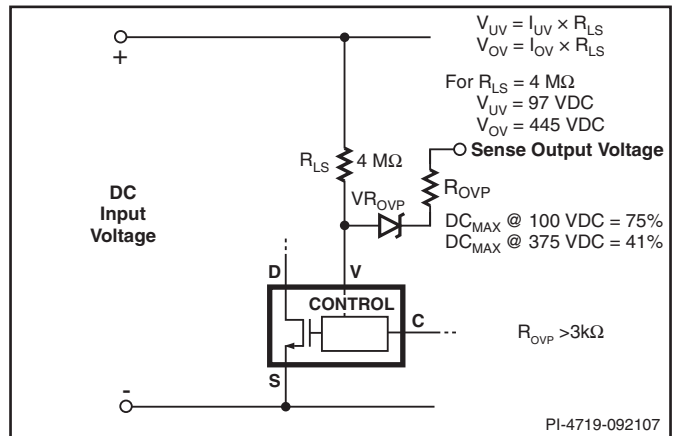 V_UV = I_UV × R_LS
V_OV = I_OV × R_LS
+
For R_LS = 4 MΩ
V_UV = 97 VDC
V_OV = 445 VDC
Sense Output Voltage
R_LS 4 MΩ
R_OVP
VR_OVP
DC
Input
Voltage
DC_MAX @ 100 VDC = 75%
DC_MAX @ 375 VDC = 41%
D V
CONTROL
C
R_OVP >3kΩ
S
-
PI-4719-092107